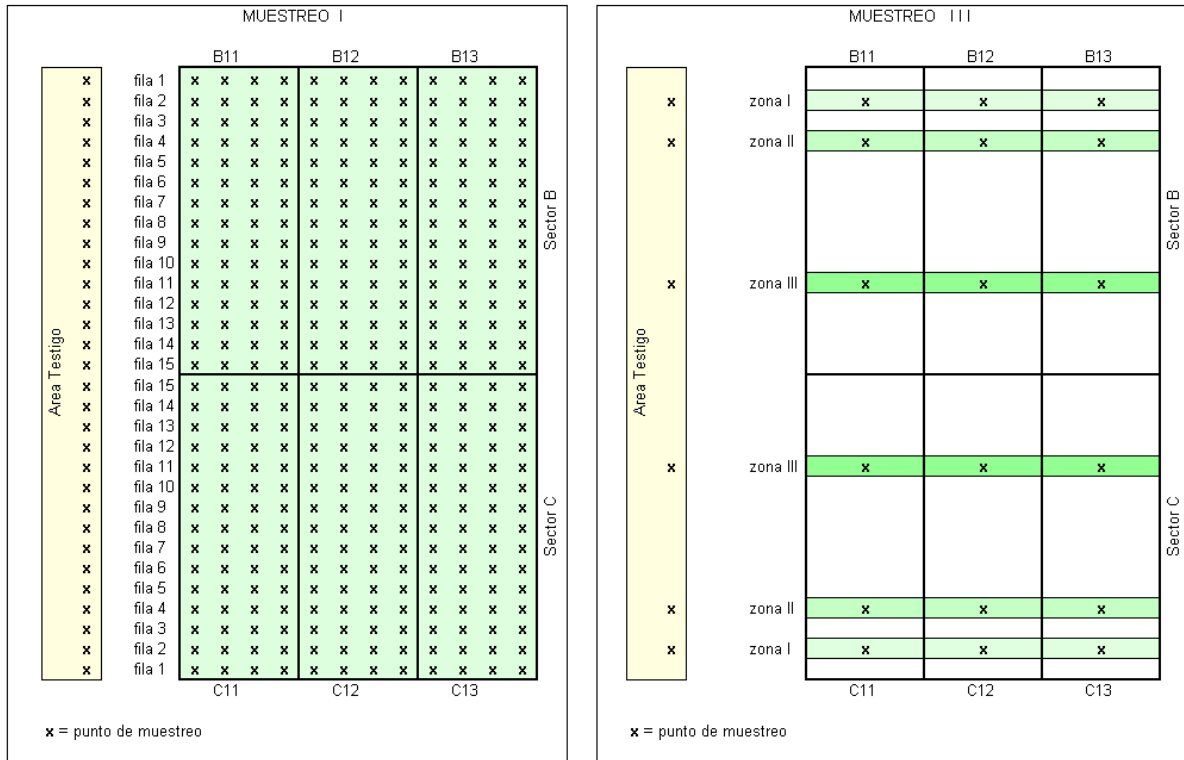 MUESTREO I
B11 B12 B13
x fila 1 x x x x x x x x x x x x
x fila 2 x x x x x x x x x x x x
x fila 3 x x x x x x x x x x x x
x fila 4 x x x x x x x x x x x x
x fila 5 x x x x x x x x x x x x
x fila 6 x x x x x x x x x x x x
x fila 7 x x x x x x x x x x x x
x fila 8 x x x x x x x x x x x x
x fila 9 x x x x x x x x x x x x
x fila 10 x x x x x x x x x x x x
x fila 11 x x x x x x x x x x x x
x fila 12 x x x x x x x x x x x x
x fila 13 x x x x x x x x x x x x
x fila 14 x x x x x x x x x x x x
x fila 15 x x x x x x x x x x x x
x fila 15 x x x x x x x x x x x x
x fila 14 x x x x x x x x x x x x
x fila 13 x x x x x x x x x x x x
x fila 12 x x x x x x x x x x x x
x fila 11 x x x x x x x x x x x x
x fila 10 x x x x x x x x x x x x
x fila 9 x x x x x x x x x x x x
x fila 8 x x x x x x x x x x x x
x fila 7 x x x x x x x x x x x x
x fila 6 x x x x x x x x x x x x
x fila 5 x x x x x x x x x x x x
x fila 4 x x x x x x x x x x x x
x fila 3 x x x x x x x x x x x x
x fila 2 x x x x x x x x x x x x
x fila 1 x x x x x x x x x x x x
C11 C12 C13
Area Testigo
Sector B
Sector C
x = punto de muestreo
MUESTREO III
B11 B12 B13
x zona I x x x
x zona II x x x
x zona III x x x
x zona III x x x
x zona II x x x
x zona I x x x
C11 C12 C13
Area Testigo
Sector B
Sector C
x = punto de muestreo